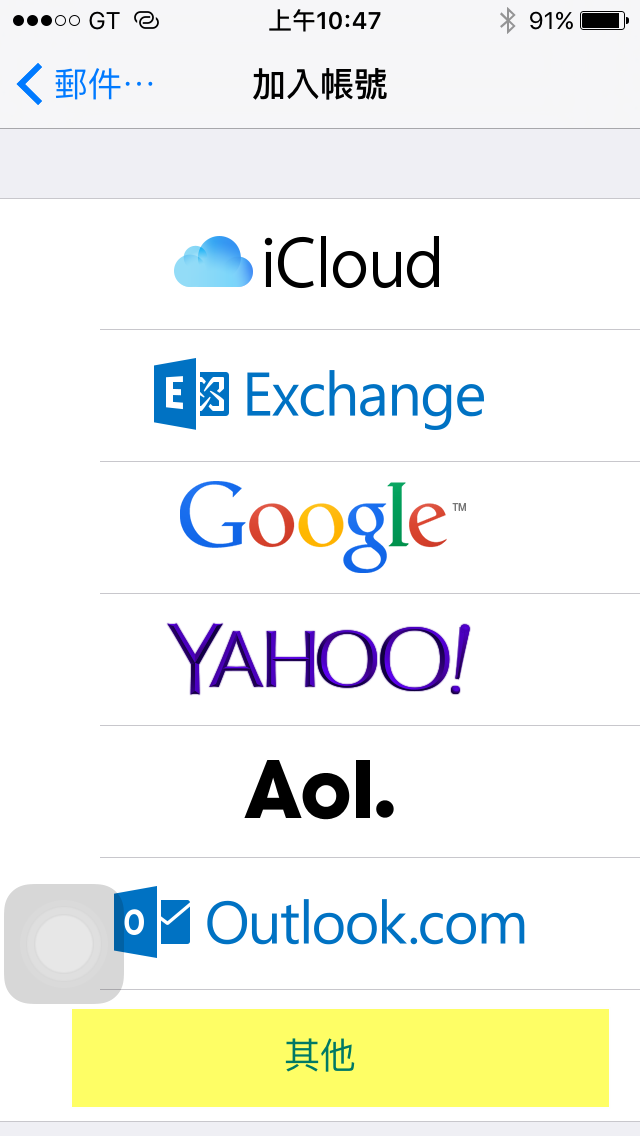 GT 上午10:47 91%
郵件… 加入帳號
iCloud
E Exchange
Google™
YAHOO!
Aol.
O Outlook.com
其他